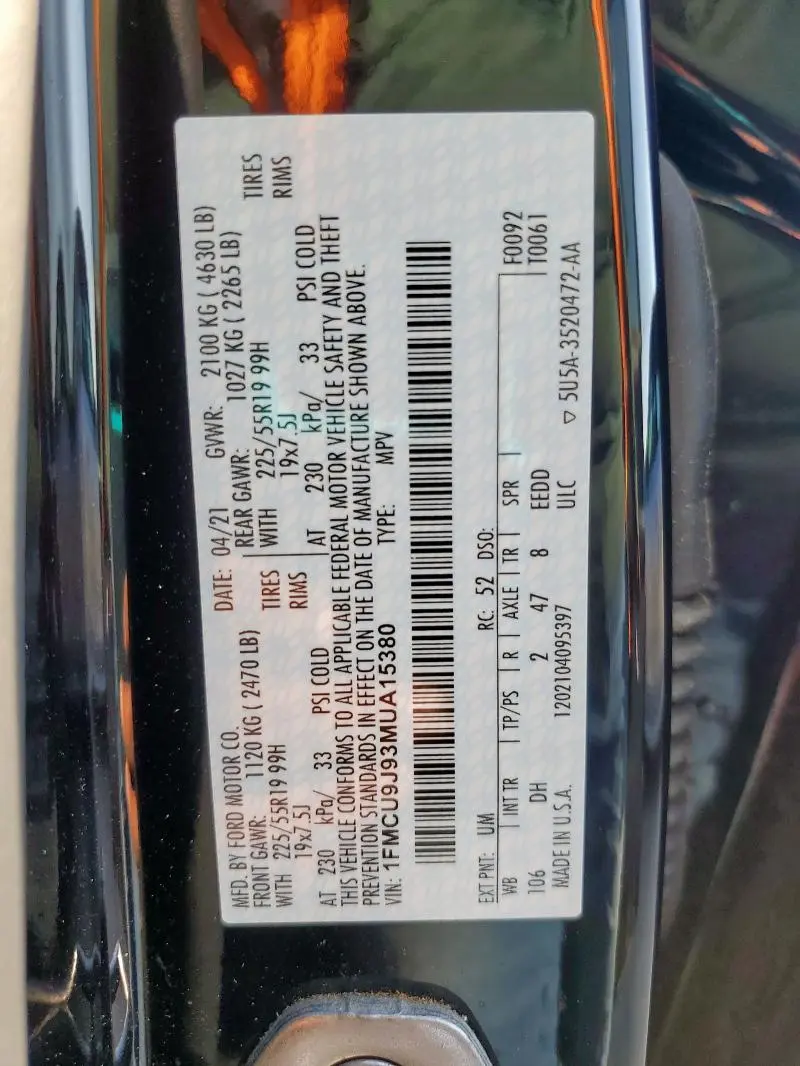 MFD. BY FORD MOTOR CO. DATE: 04/21 GVWR: 2100 KG ( 4630 LB)
FRONT GAWR: 1120 KG ( 2470 LB) REAR GAWR: 1027 KG ( 2265 LB)
WITH 225/55R19 99H TIRES WITH 225/55R19 99H TIRES
19x7.5J RIMS 19x7.5J RIMS
AT 230 kPa/ 33 PSI COLD AT 230 kPa/ 33 PSI COLD
THIS VEHICLE CONFORMS TO ALL APPLICABLE FEDERAL MOTOR VEHICLE SAFETY AND THEFT
PREVENTION STANDARDS IN EFFECT ON THE DATE OF MANUFACTURE SHOWN ABOVE.
VIN: 1FMCU9J93MUA15380 TYPE: MPV
EXT PNT: UM RC: 52 DSO:
WB INT TR TP/PS R AXLE TR SPR F0092
106 DH 2 47 8 EEDD T0061
MADE IN U.S.A. 1202104095397 ULC ▽ 5U5A-3520472-AA